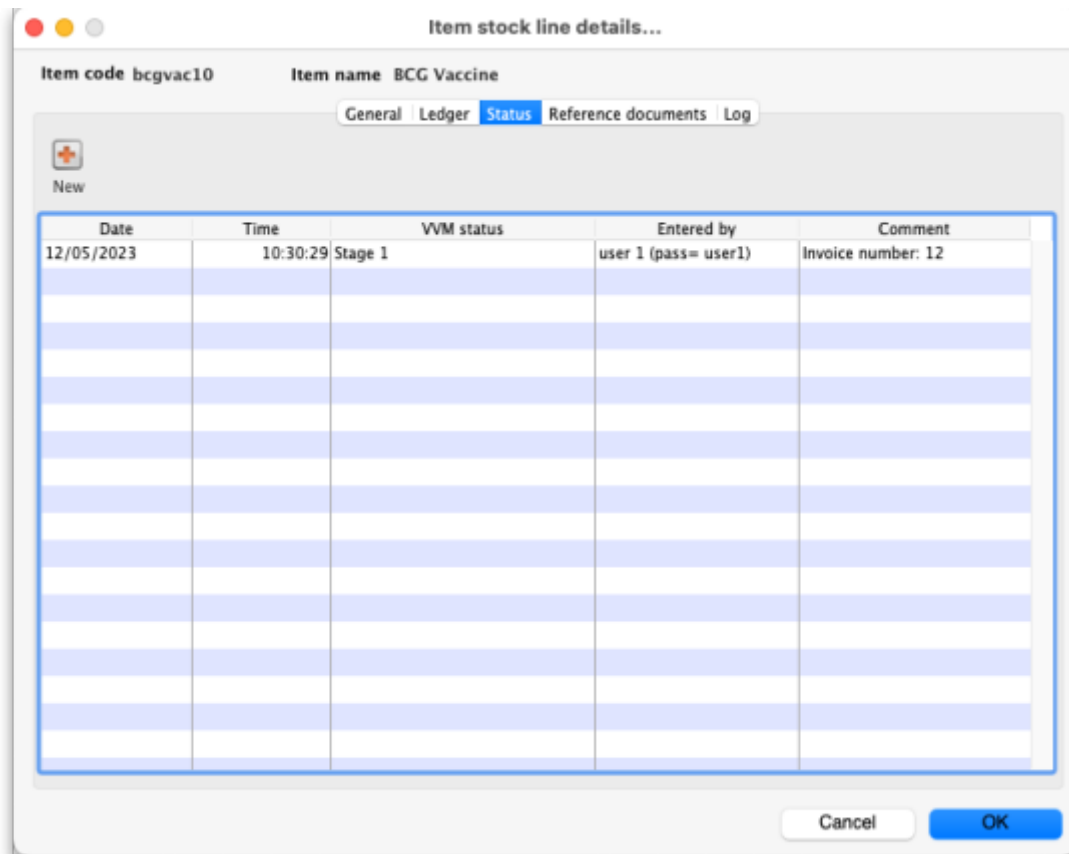 Item stock line details...
Item code bcgvac10 Item name BCG Vaccine
General Ledger Status Reference documents Log
New
Date Time VVM status Entered by Comment
12/05/2023 10:30:29 Stage 1 user 1 (pass= user1) Invoice number: 12
Cancel OK